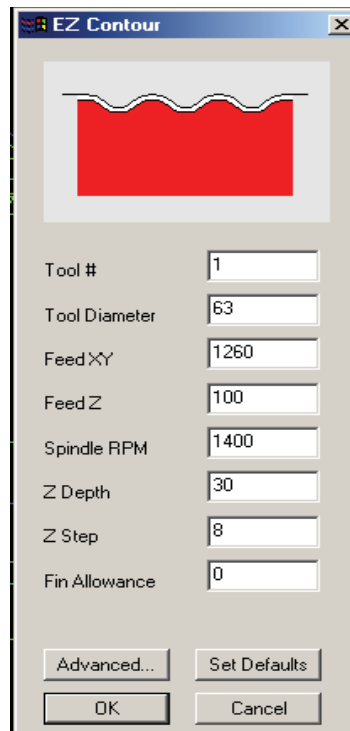 EZ Contour
Tool # 1
Tool Diameter 63
Feed XY 1260
Feed Z 100
Spindle RPM 1400
Z Depth 30
Z Step 8
Fin Allowance 0
Advanced... Set Defaults
OK Cancel